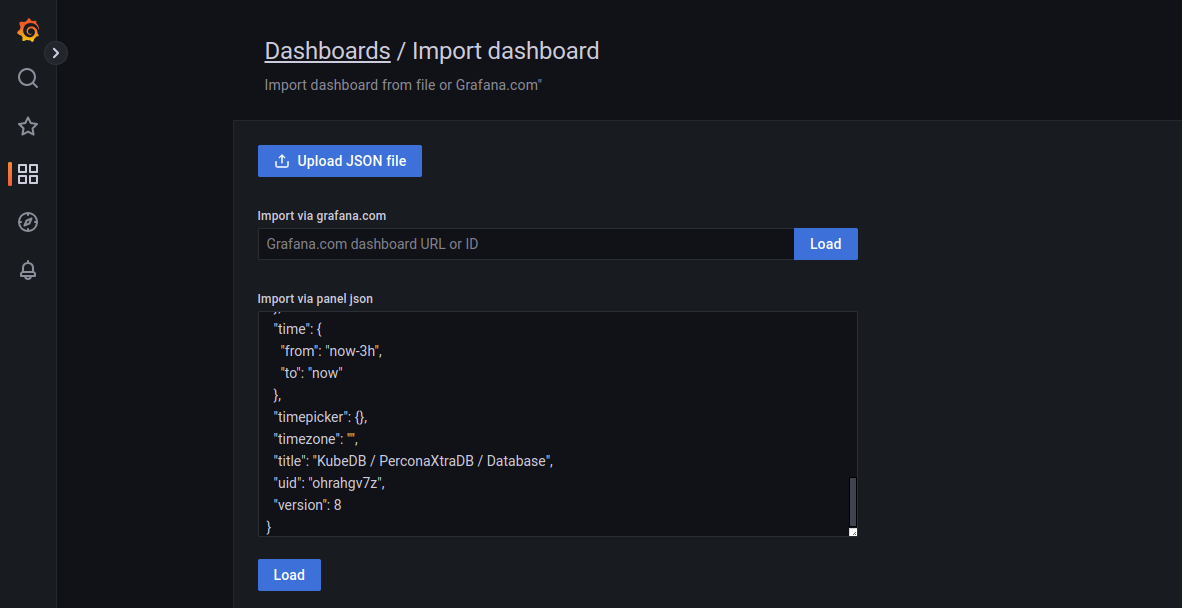 Dashboards / Import dashboard
Import dashboard from file or Grafana.com"
Upload JSON file
Import via grafana.com
Grafana.com dashboard URL or ID
Load
Import via panel json
},
"time": {
"from": "now-3h",
"to": "now"
},
"timepicker": {},
"timezone": "",
"title": "KubeDB / PerconaXtraDB / Database",
"uid": "ohrahgv7z",
"version": 8
}
Load